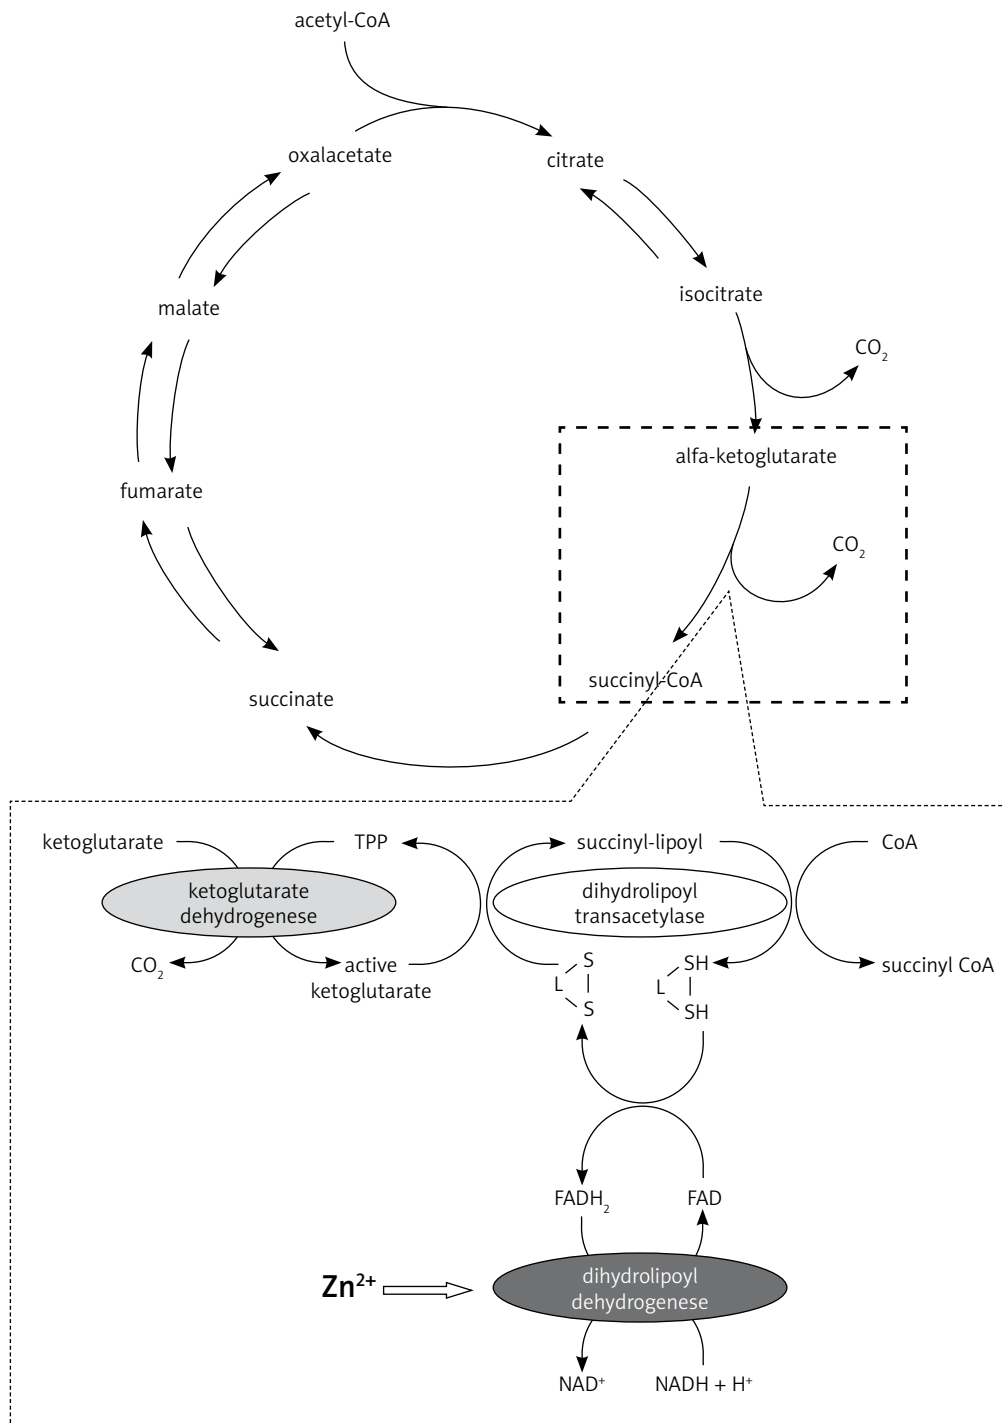 acetyl-CoA
oxalacetate
citrate
malate
isocitrate
CO2
alfa-ketoglutarate
fumarate
CO2
succinyl-CoA
succinate
ketoglutarate
TPP
succinyl-lipoyl
CoA
ketoglutarate
dehydrogenese
dihydrolipoyl
transacetylase
CO2
active
ketoglutarate
S
L
S
SH
L
SH
succinyl CoA
FADH2
FAD
Zn2+
dihydrolipoyl
dehydrogenese
NAD+
NADH + H+